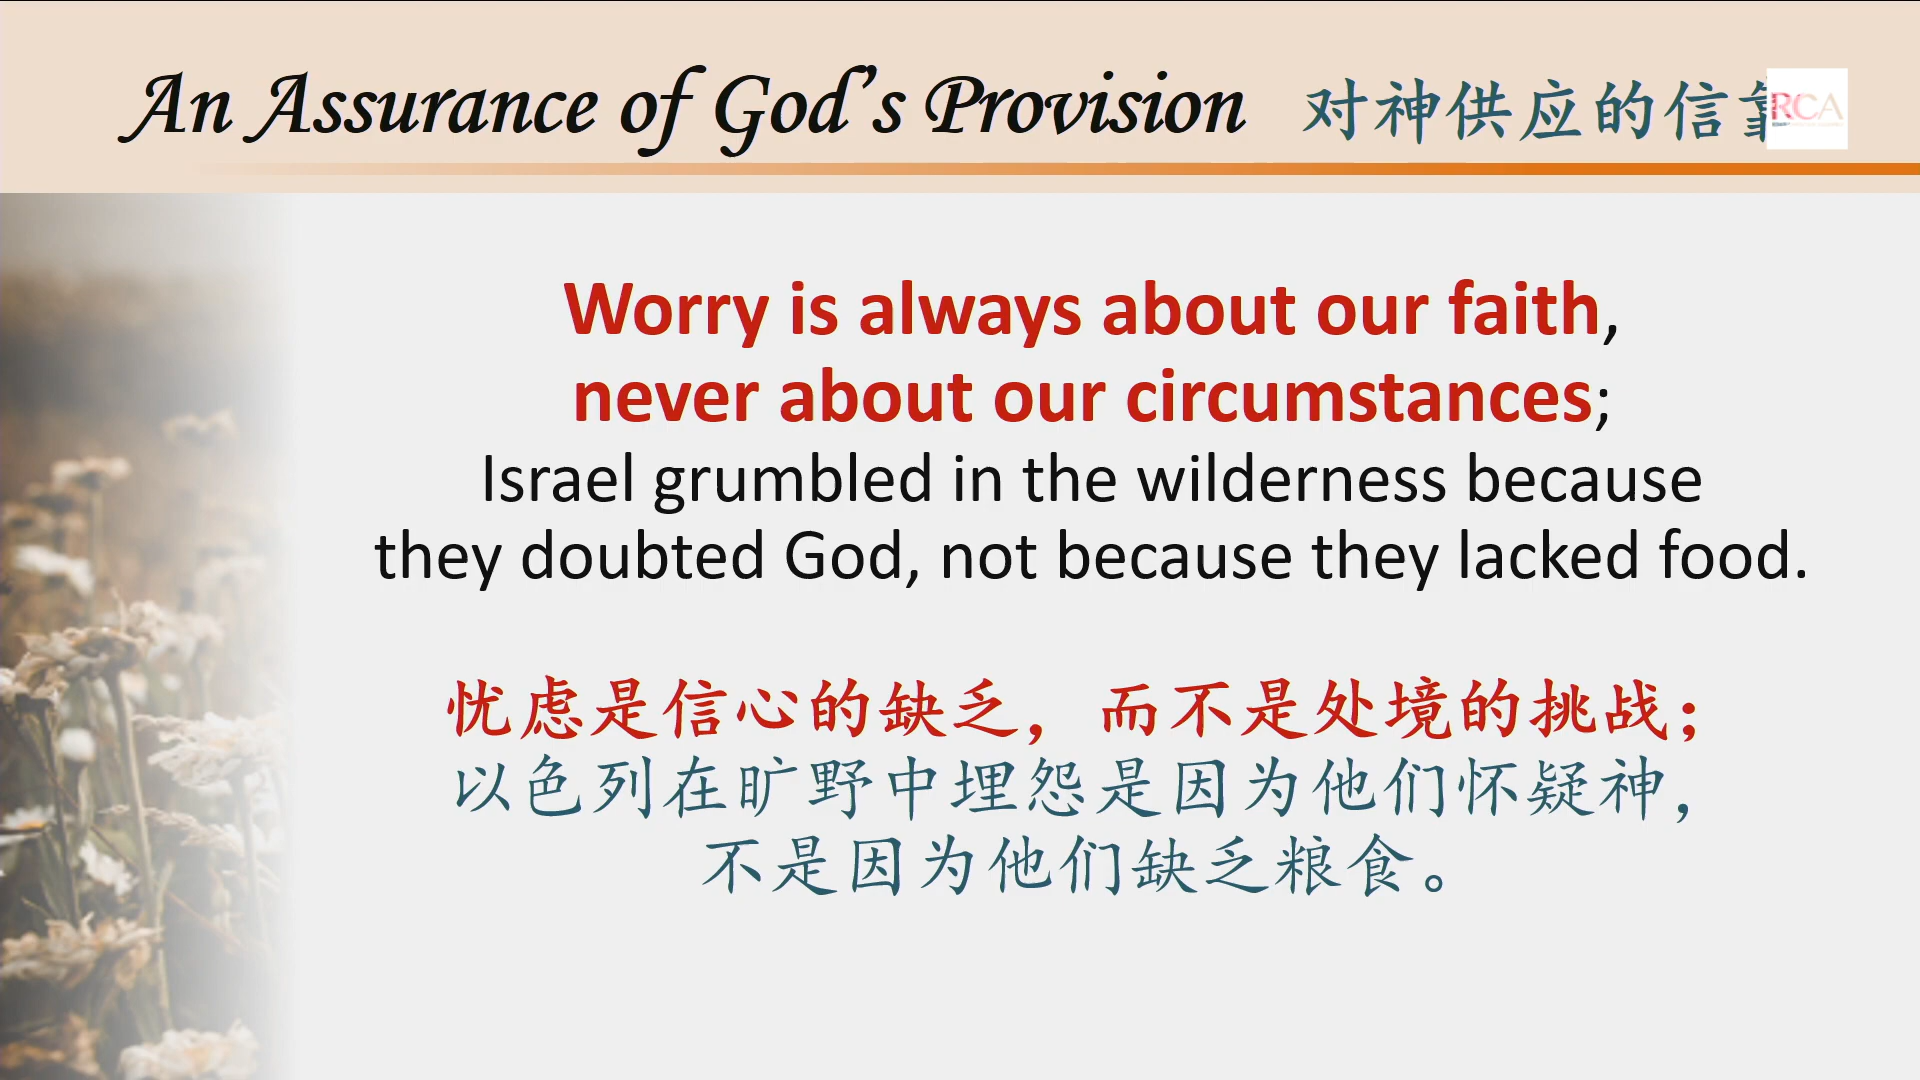 An Assurance of God's Provision 对神供应的信靠
RCA
Worry is always about our faith,
never about our circumstances;
Israel grumbled in the wilderness because
they doubted God, not because they lacked food.
忧虑是信心的缺乏，而不是处境的挑战；
以色列在旷野中埋怨是因为他们怀疑神，
不是因为他们缺乏粮食。